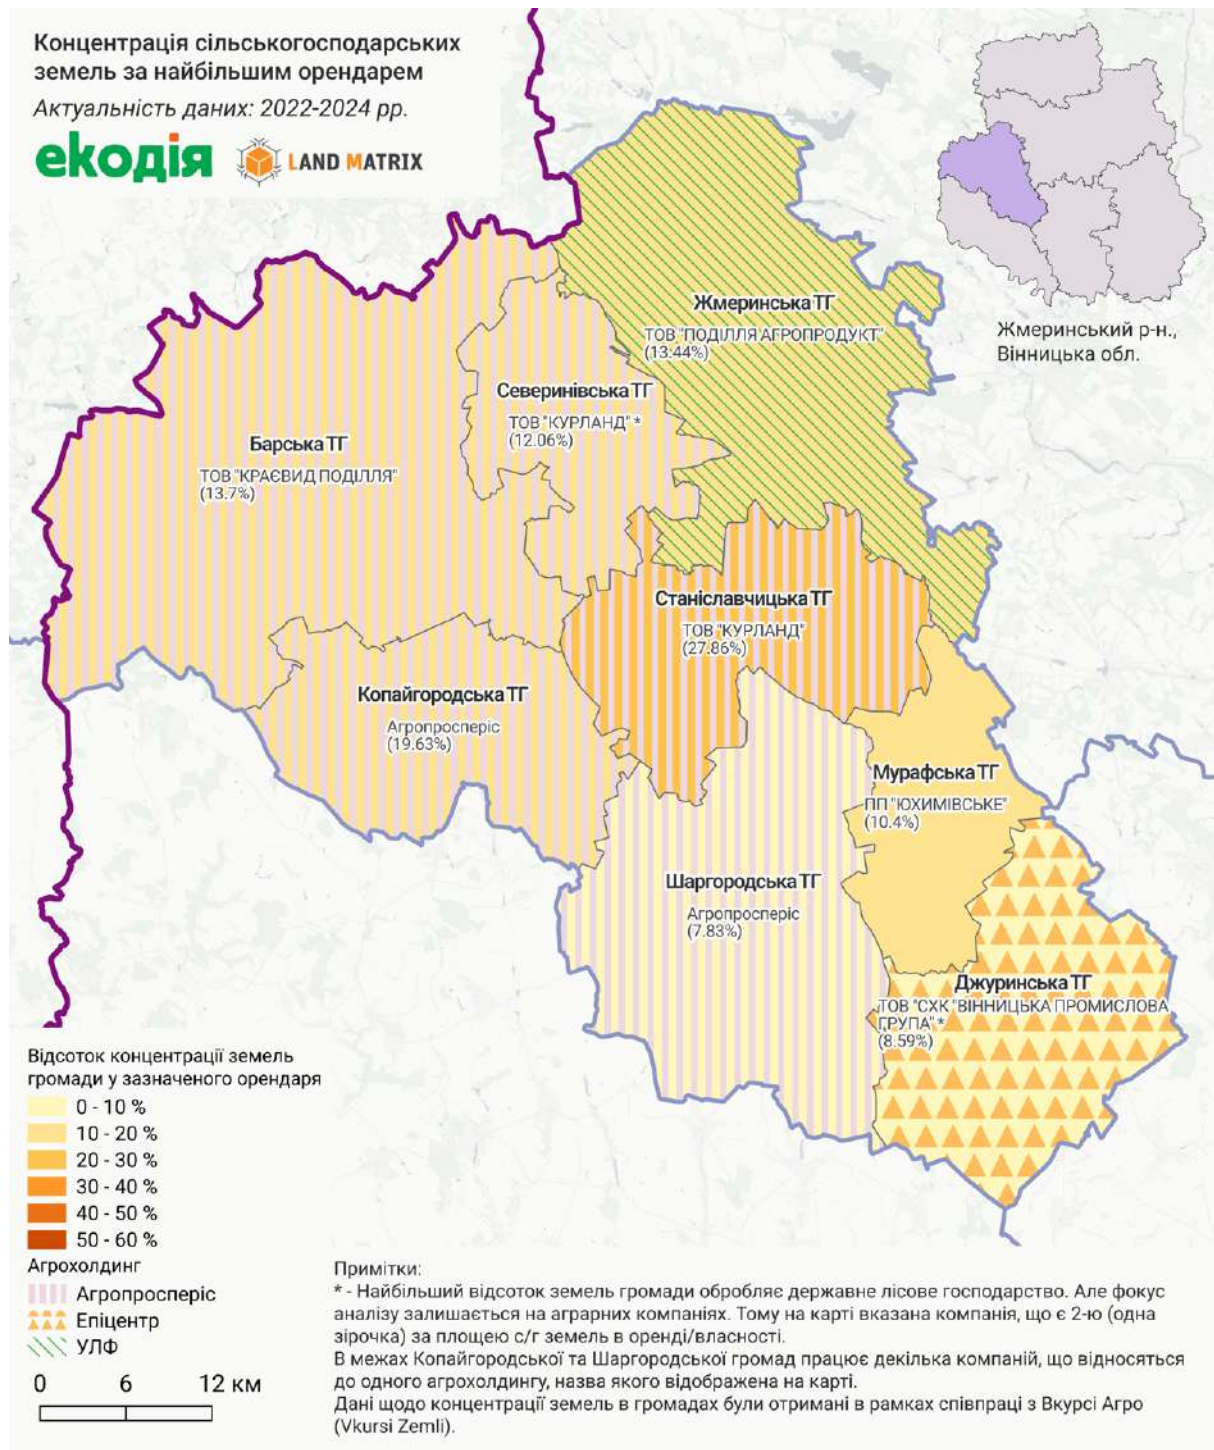 Концентрація сільськогосподарських
земель за найбільшим орендарем
Актуальність даних: 2022-2024 рр.
екодія
LAND MATRIX
Жмеринський р-н.,
Вінницька обл.
Жмеринська ТГ
ТОВ "ПОДІЛЛЯ АГРОПРОДУКТ"
(13.44%)
Северинівська ТГ
ТОВ "КУРЛАНД" *
(12.06%)
Барська ТГ
ТОВ "КРАЄВИД ПОДІЛЛЯ"
(13.7%)
Станіславчицька ТГ
ТОВ "КУРЛАНД"
(27.86%)
Копайгородська ТГ
Агропросперіс
(19.63%)
Мурафська ТГ
ПП "ЮХИМІВСЬКЕ"
(10.4%)
Шаргородська ТГ
Агропросперіс
(7.83%)
Джуринська ТГ
ТОВ "СХК "ВІННИЦЬКА ПРОМИСЛОВА
ГРУПА" *
(8.59%)
Відсоток концентрації земель
громади у зазначеного орендаря
0 - 10 %
10 - 20 %
20 - 30 %
30 - 40 %
40 - 50 %
50 - 60 %
Агрохолдинг
Агропросперіс
Епіцентр
УЛФ
0 6 12 км
Примітки:
* - Найбільший відсоток земель громади обробляє державне лісове господарство. Але фокус
аналізу залишається на аграрних компаніях. Тому на карті вказана компанія, що є 2-ю (одна
зірочка) за площею с/г земель в оренді/власності.
В межах Копайгородської та Шаргородської громад працює декілька компаній, що відносяться
до одного агрохолдингу, назва якого відображена на карті.
Дані щодо концентрації земель в громадах були отримані в рамках співпраці з Вкурсі Агро
(Vkursi Zemli).